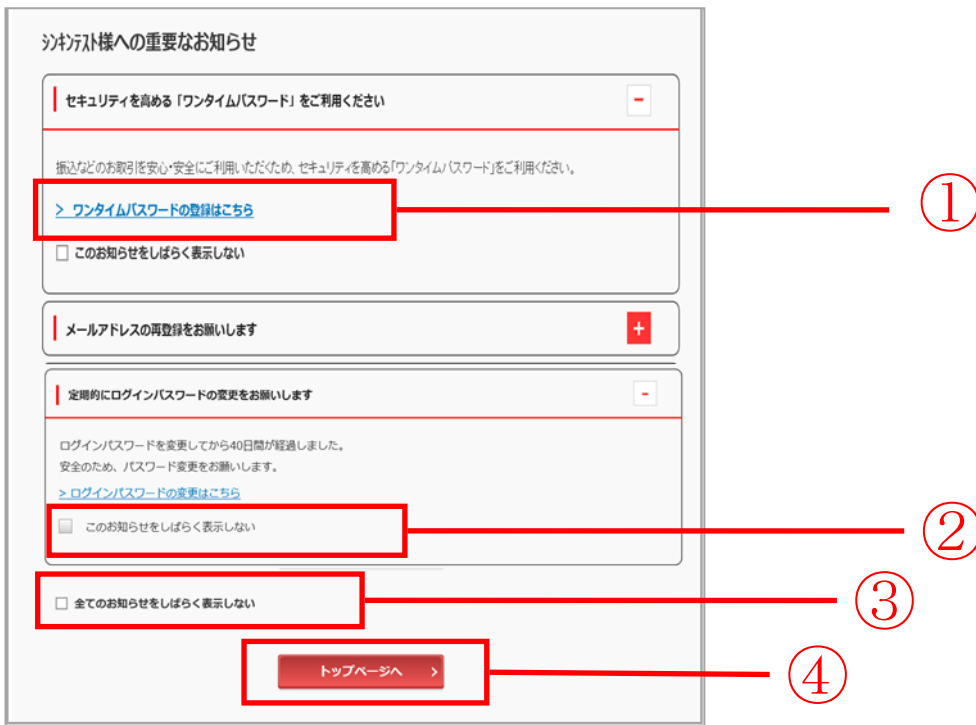 ｼﾝｷﾝﾃｽﾄ様への重要なお知らせ
セキュリティを高める「ワンタイムパスワード」をご利用ください
-
振込などのお取引を安心・安全にご利用いただくため、セキュリティを高める「ワンタイムパスワード」をご利用ください。
> ワンタイムパスワードの登録はこちら
①
このお知らせをしばらく表示しない
メールアドレスの再登録をお願いします
+
定期的にログインパスワードの変更をお願いします
-
ログインパスワードを変更してから40日間が経過しました。
安全のため、パスワード変更をお願いします。
> ログインパスワードの変更はこちら
このお知らせをしばらく表示しない
②
全てのお知らせをしばらく表示しない
③
トップページへ >
④